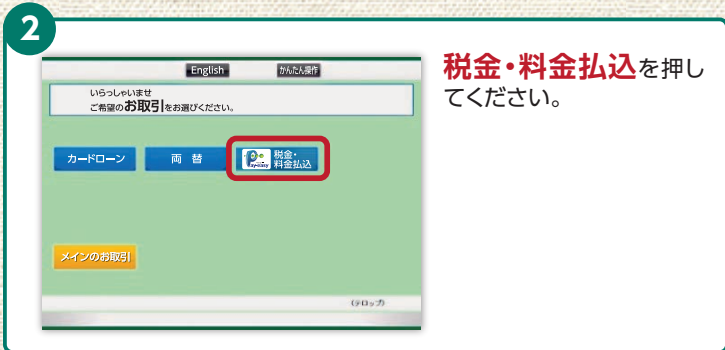 2
English かんたん操作
いらっしゃいませ
ご希望のお取引をお選びください。
カードローン 両 替 Pay-easy 税金・
料金払込
メインのお取引
(テロップ)
税金・料金払込を押し
てください。